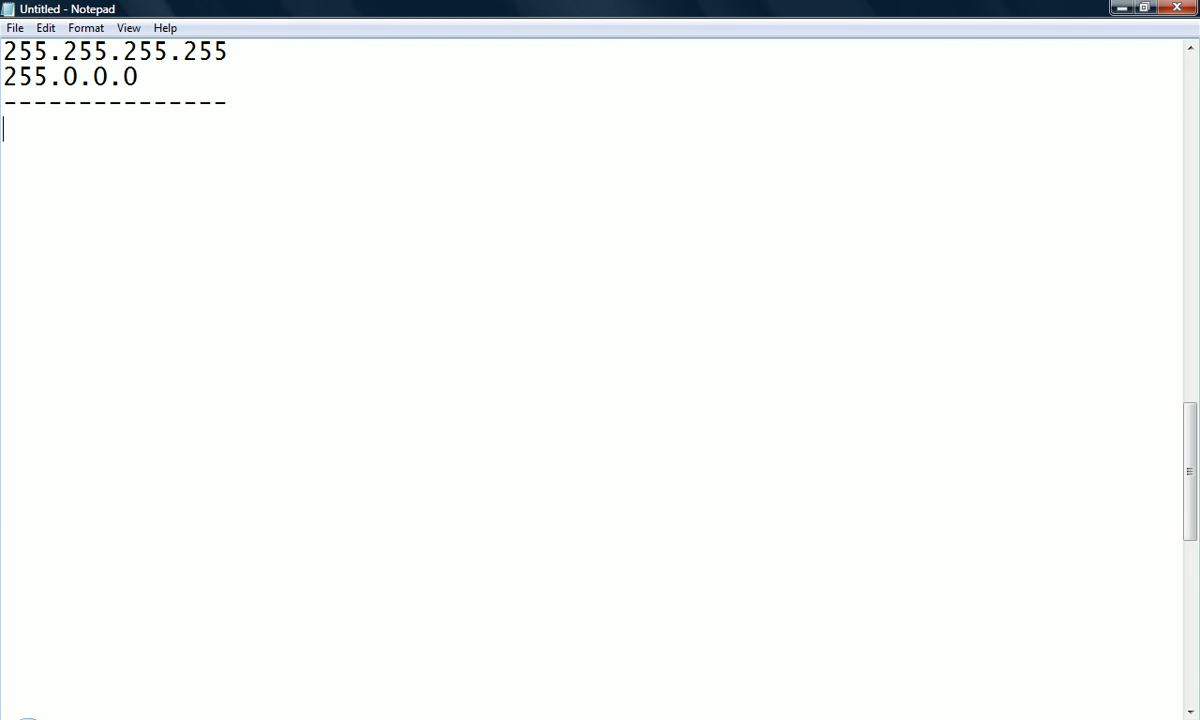 Untitled - Notepad
File Edit Format View Help
255.255.255.255
255.0.0.0
---------------